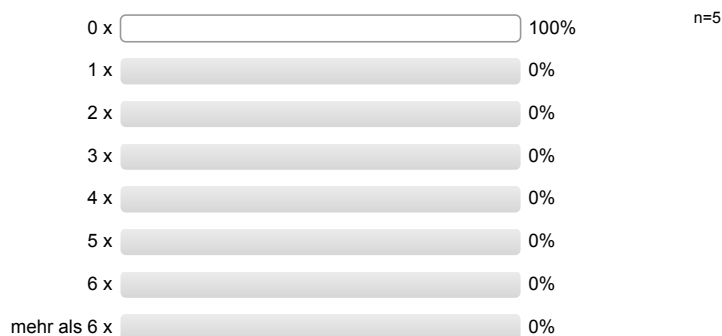 0 x 100% n=5
1 x 0%
2 x 0%
3 x 0%
4 x 0%
5 x 0%
6 x 0%
mehr als 6 x 0%